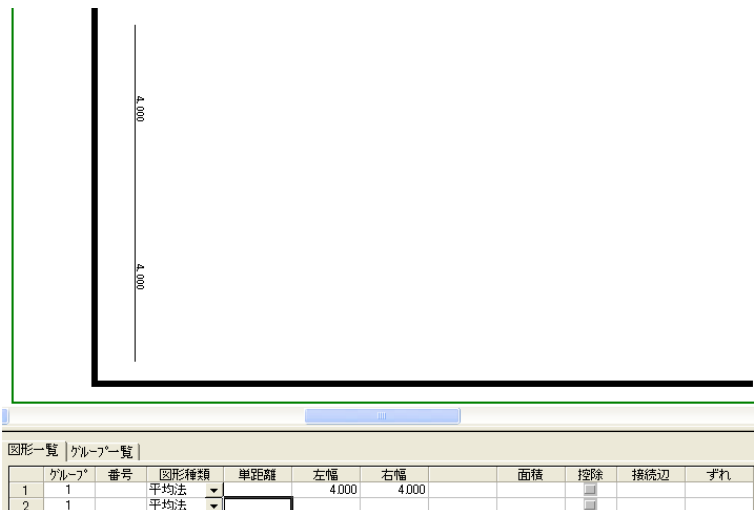 4.000
4.000
図形一覧 グループ一覧
グループ 番号 図形種類 単距離 左幅 右幅 面積 控除 接続辺 ずれ
1 1 平均法 4.000 4.000
2 1 平均法